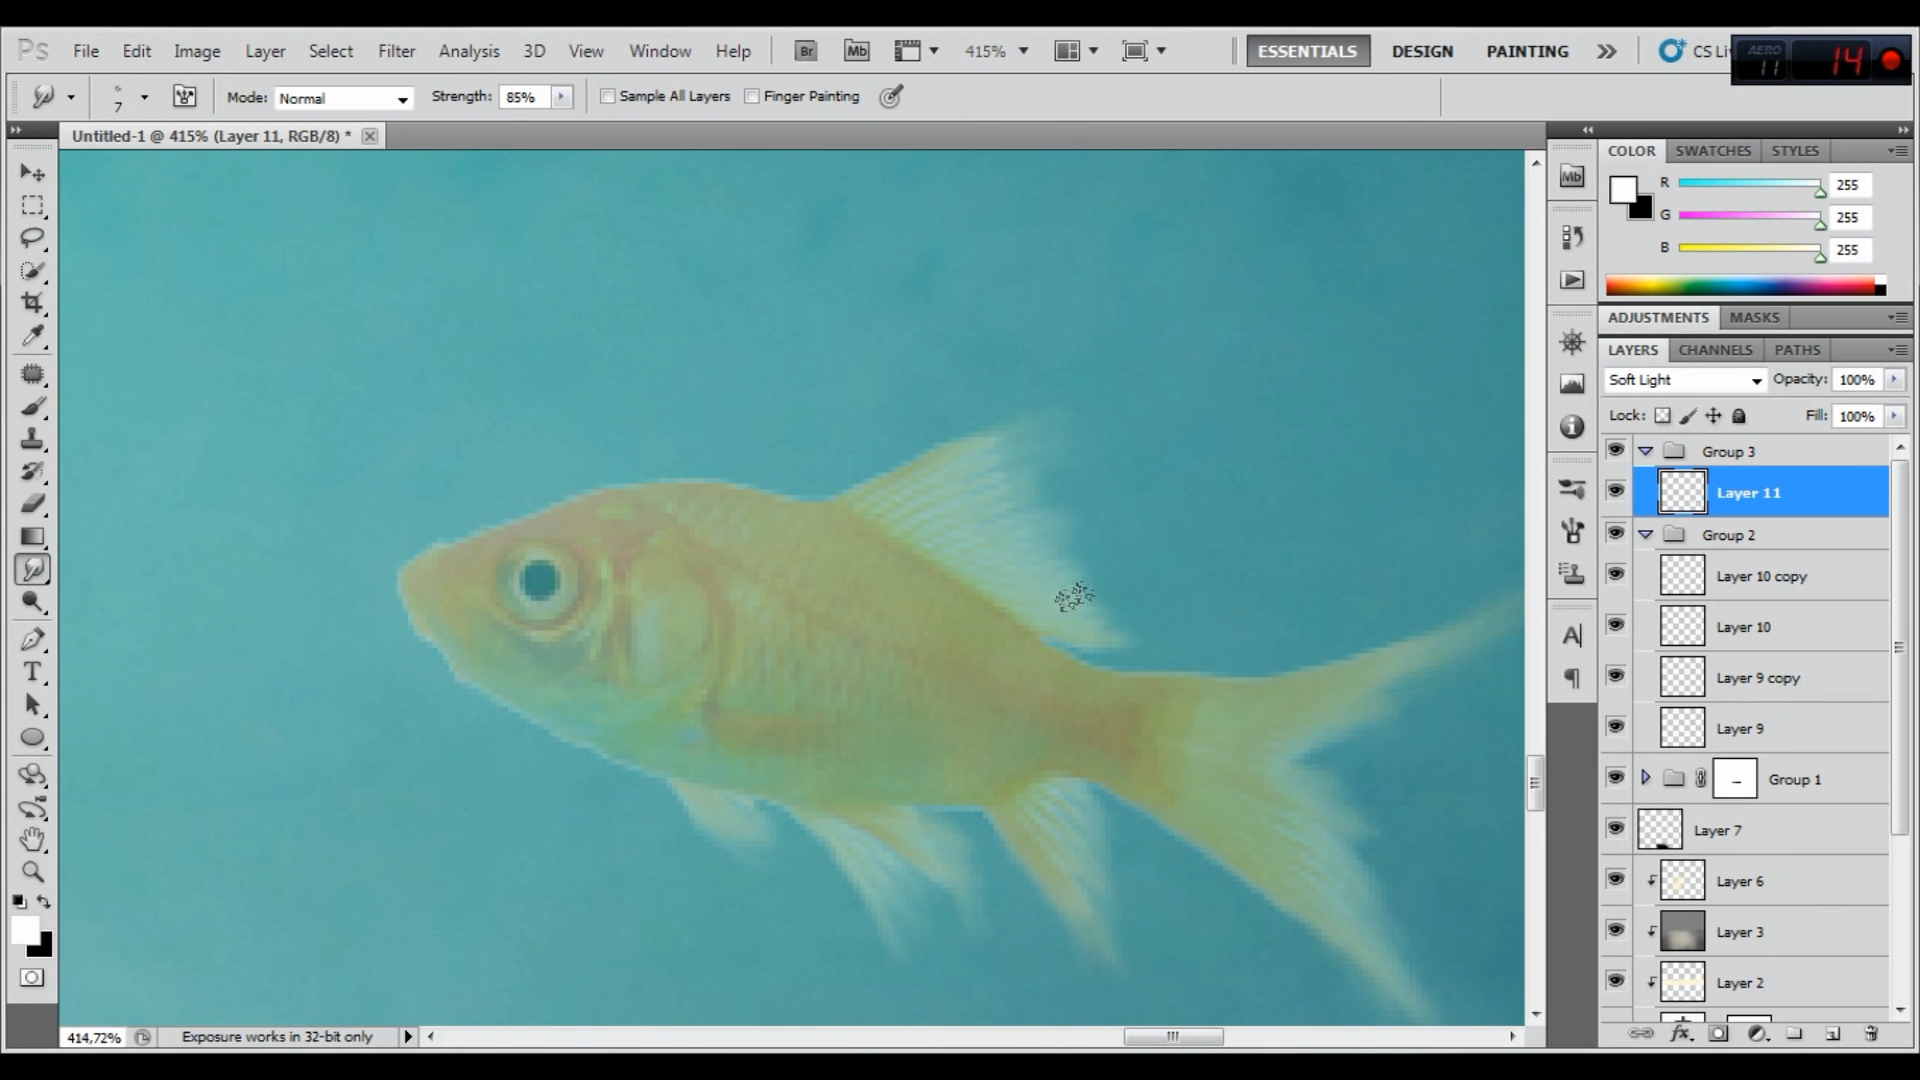 Ps File Edit Image Layer Select Filter Analysis 3D View Window Help Br Mb 415% ESSENTIALS DESIGN PAINTING CS Li AERO 11 14
7 Mode: Normal Strength: 85% Sample All Layers Finger Painting
Untitled-1 @ 415% (Layer 11, RGB/8) *
COLOR SWATCHES STYLES
Mb
R 255
G 255
B 255
ADJUSTMENTS MASKS
LAYERS CHANNELS PATHS
Soft Light Opacity: 100%
Lock: Fill: 100%
Group 3
Layer 11
Group 2
Layer 10 copy
Layer 10
Layer 9 copy
Layer 9
Group 1
Layer 7
Layer 6
Layer 3
Layer 2
414,72% Exposure works in 32-bit only